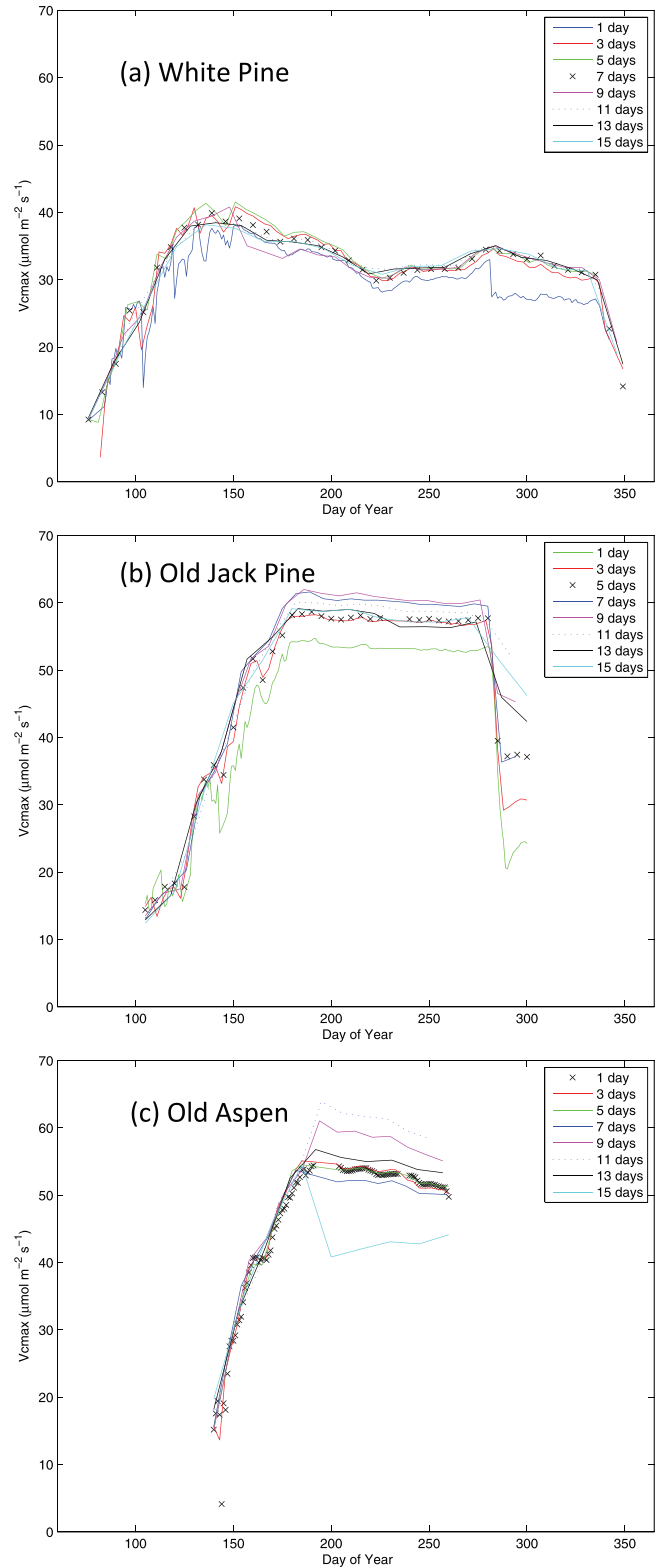 70
60
50
40
30
20
10
0
Vcmax (μmol m⁻² s⁻¹)
(a) White Pine
1 day
3 days
5 days
7 days
9 days
11 days
13 days
15 days
100 150 200 250 300 350
Day of Year
70
60
50
40
30
20
10
0
Vcmax (μmol m⁻² s⁻¹)
(b) Old Jack Pine
1 day
3 days
5 days
7 days
9 days
11 days
13 days
15 days
100 150 200 250 300 350
Day of Year
70
60
50
40
30
20
10
0
Vcmax (μmol m⁻² s⁻¹)
(c) Old Aspen
1 day
3 days
5 days
7 days
9 days
11 days
13 days
15 days
100 150 200 250 300 350
Day of Year